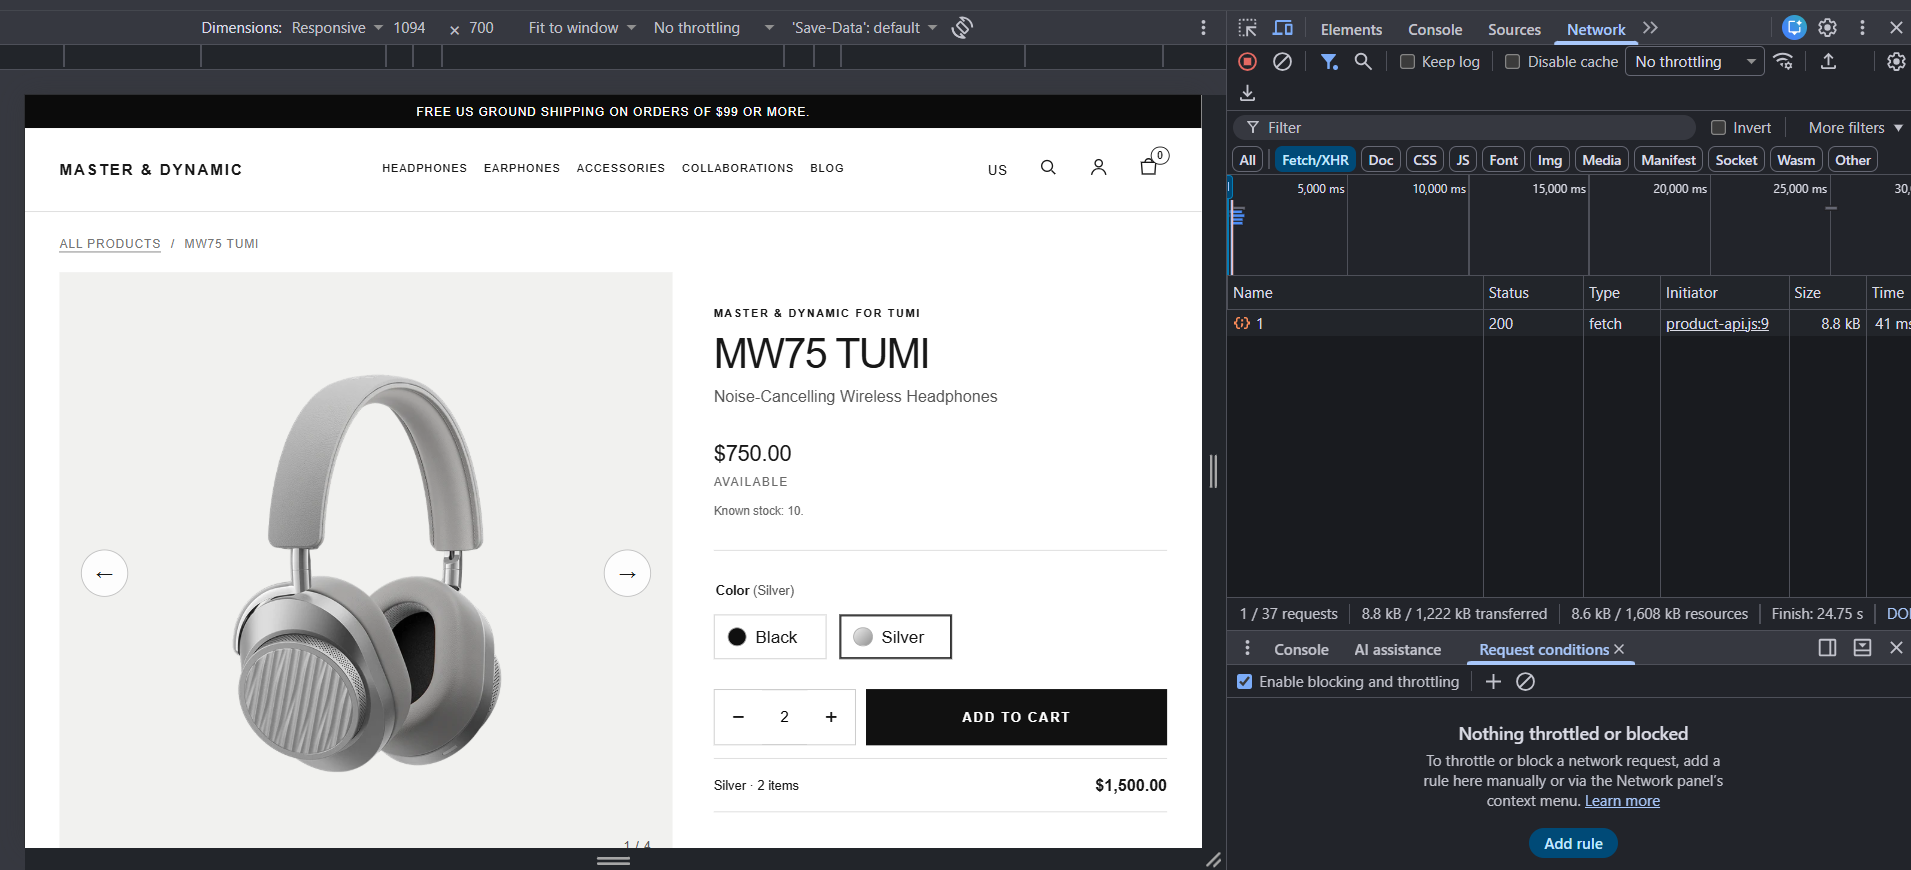 Dimensions: Responsive 1094 × 700 Fit to window No throttling 'Save-Data': default
FREE US GROUND SHIPPING ON ORDERS OF $99 OR MORE.
MASTER & DYNAMIC HEADPHONES EARPHONES ACCESSORIES COLLABORATIONS BLOG US 0
ALL PRODUCTS / MW75 TUMI
MASTER & DYNAMIC FOR TUMI
MW75 TUMI
Noise-Cancelling Wireless Headphones
$750.00
AVAILABLE
Known stock: 10.
← →
Color (Silver)
Black Silver
− 2 + ADD TO CART
Silver · 2 items $1,500.00
1 / 4
Elements Console Sources Network
Keep log Disable cache No throttling
Filter Invert More filters
All Fetch/XHR Doc CSS JS Font Img Media Manifest Socket Wasm Other
5,000 ms 10,000 ms 15,000 ms 20,000 ms 25,000 ms 30,
Name Status Type Initiator Size Time
1 200 fetch product-api.js:9 8.8 kB 41 ms
1 / 37 requests 8.8 kB / 1,222 kB transferred 8.6 kB / 1,608 kB resources Finish: 24.75 s DO
Console AI assistance Request conditions
Enable blocking and throttling
Nothing throttled or blocked
To throttle or block a network request, add a
rule here manually or via the Network panel's
context menu. Learn more
Add rule